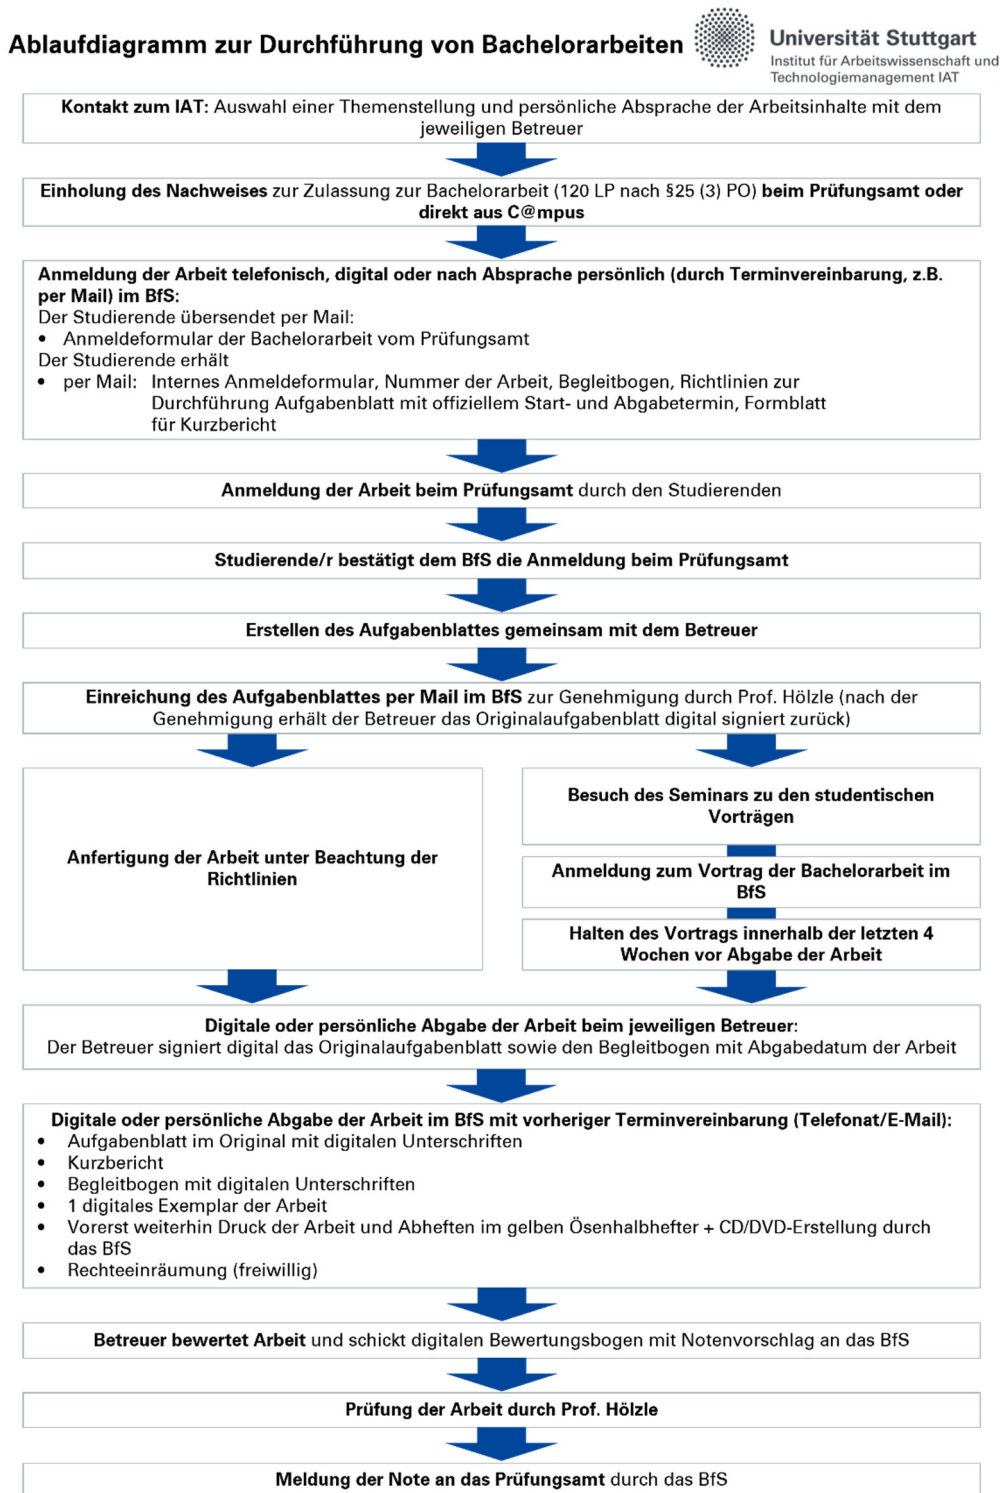 Ablaufdiagramm zur Durchführung von Bachelorarbeiten
Universität Stuttgart
Institut für Arbeitswissenschaft und
Technologiemanagement IAT
Kontakt zum IAT: Auswahl einer Themenstellung und persönliche Absprache der Arbeitsinhalte mit dem
jeweiligen Betreuer
Einholung des Nachweises zur Zulassung zur Bachelorarbeit (120 LP nach §25 (3) PO) beim Prüfungsamt oder
direkt aus C@mpus
Anmeldung der Arbeit telefonisch, digital oder nach Absprache persönlich (durch Terminvereinbarung, z.B.
per Mail) im BfS:
Der Studierende übersendet per Mail:
• Anmeldeformular der Bachelorarbeit vom Prüfungsamt
Der Studierende erhält
• per Mail: Internes Anmeldeformular, Nummer der Arbeit, Begleitbogen, Richtlinien zur
Durchführung Aufgabenblatt mit offiziellem Start- und Abgabetermin, Formblatt
für Kurzbericht
Anmeldung der Arbeit beim Prüfungsamt durch den Studierenden
Studierende/r bestätigt dem BfS die Anmeldung beim Prüfungsamt
Erstellen des Aufgabenblattes gemeinsam mit dem Betreuer
Einreichung des Aufgabenblattes per Mail im BfS zur Genehmigung durch Prof. Hölzle (nach der
Genehmigung erhält der Betreuer das Originalaufgabenblatt digital signiert zurück)
Anfertigung der Arbeit unter Beachtung der
Richtlinien
Besuch des Seminars zu den studentischen
Vorträgen
Anmeldung zum Vortrag der Bachelorarbeit im
BfS
Halten des Vortrags innerhalb der letzten 4
Wochen vor Abgabe der Arbeit
Digitale oder persönliche Abgabe der Arbeit beim jeweiligen Betreuer:
Der Betreuer signiert digital das Originalaufgabenblatt sowie den Begleitbogen mit Abgabedatum der Arbeit
Digitale oder persönliche Abgabe der Arbeit im BfS mit vorheriger Terminvereinbarung (Telefonat/E-Mail):
• Aufgabenblatt im Original mit digitalen Unterschriften
• Kurzbericht
• Begleitbogen mit digitalen Unterschriften
• 1 digitales Exemplar der Arbeit
• Vorerst weiterhin Druck der Arbeit und Abheften im gelben Ösenhalbhefter + CD/DVD-Erstellung durch
das BfS
• Rechteeinräumung (freiwillig)
Betreuer bewertet Arbeit und schickt digitalen Bewertungsbogen mit Notenvorschlag an das BfS
Prüfung der Arbeit durch Prof. Hölzle
Meldung der Note an das Prüfungsamt durch das BfS